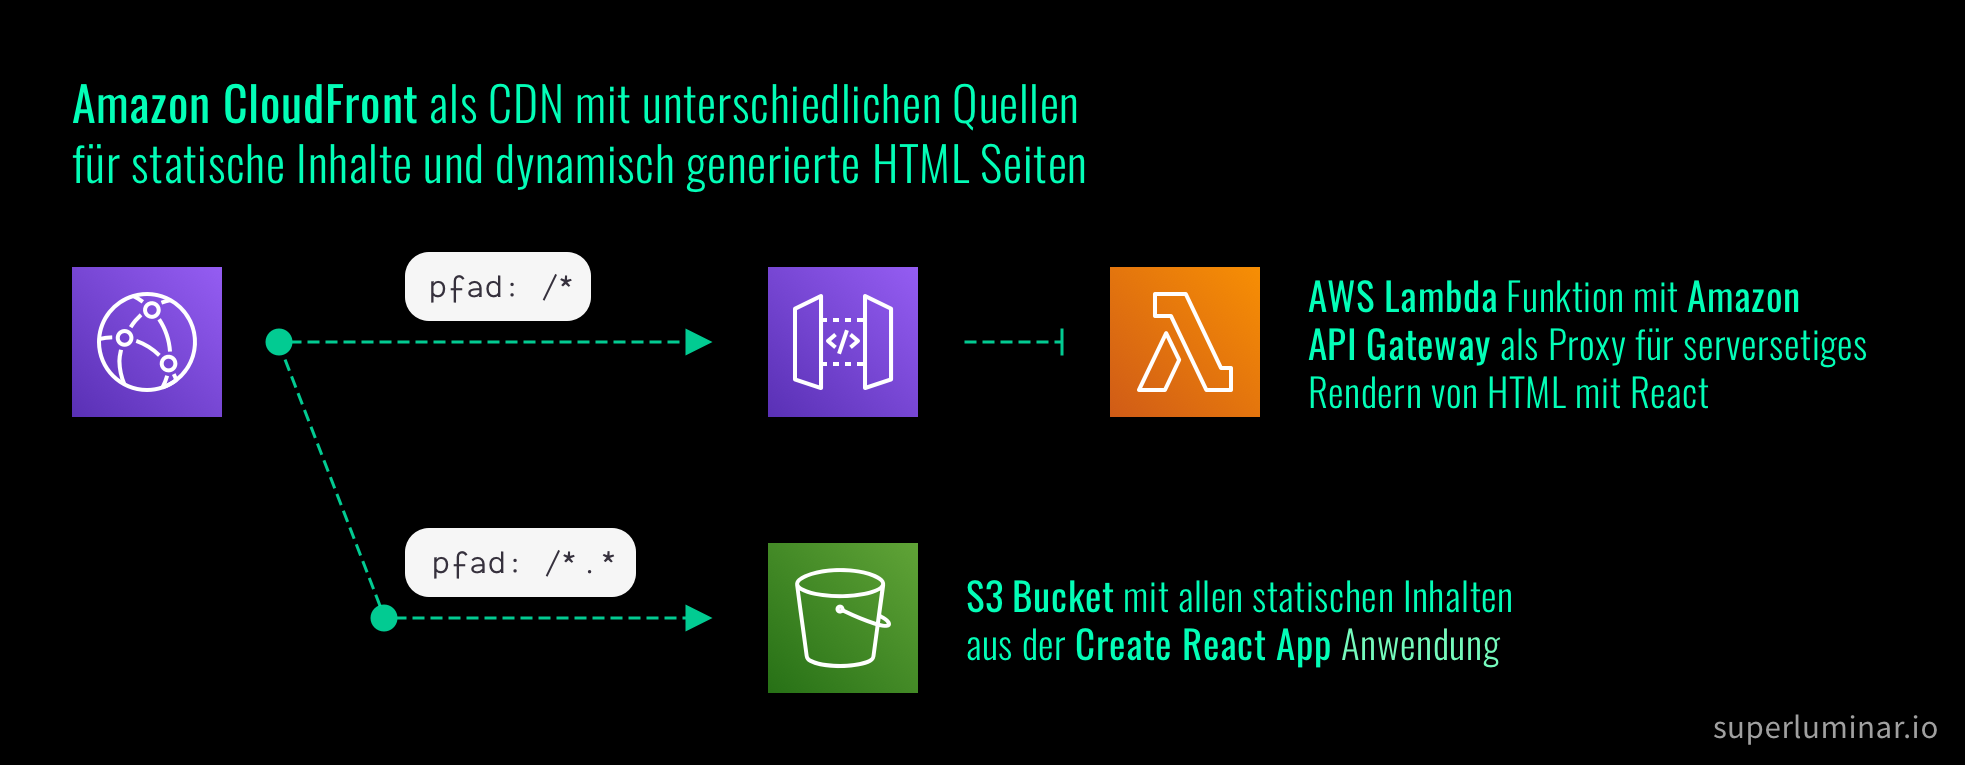 Amazon CloudFront als CDN mit unterschiedlichen Quellen
für statische Inhalte und dynamisch generierte HTML Seiten
pfad: /*
</>
AWS Lambda Funktion mit Amazon
API Gateway als Proxy für serversetiges
Rendern von HTML mit React
pfad: /*.*
S3 Bucket mit allen statischen Inhalten
aus der Create React App Anwendung
superluminar.io